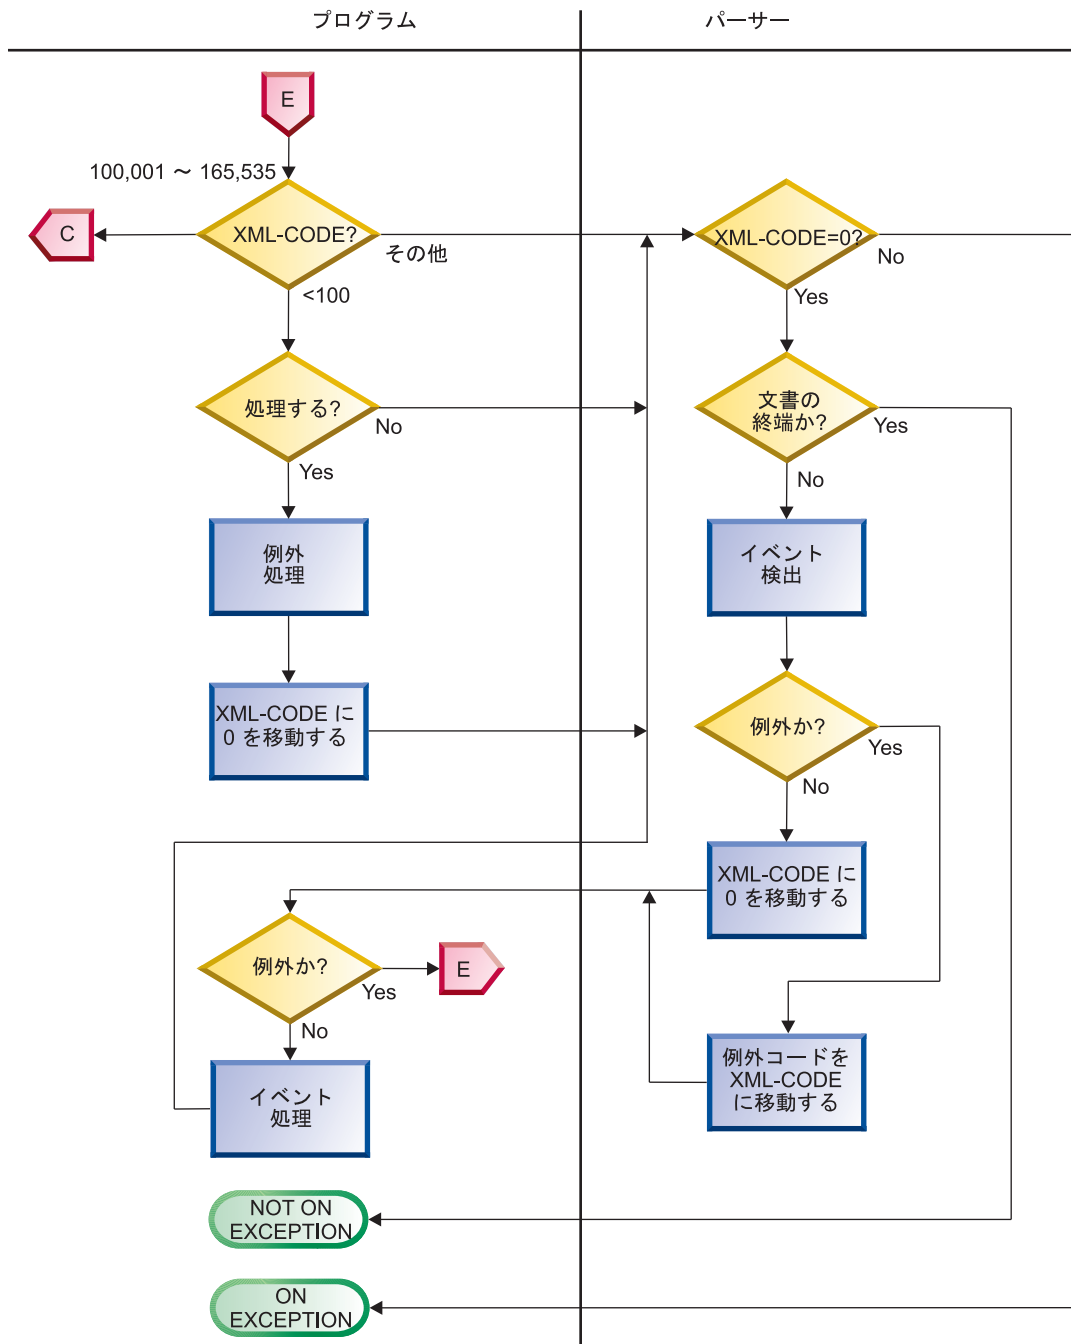 プログラム
パーサー
E
100,001 ～ 165,535
C
XML-CODE?
その他
<100
XML-CODE=0?
No
Yes
処理する?
No
Yes
文書の
終端か?
Yes
No
例外
処理
イベント
検出
XML-CODE に
0 を移動する
例外か?
Yes
No
XML-CODE に
0 を移動する
例外か?
Yes
No
E
イベント
処理
例外コードを
XML-CODE
に移動する
NOT ON
EXCEPTION
ON
EXCEPTION